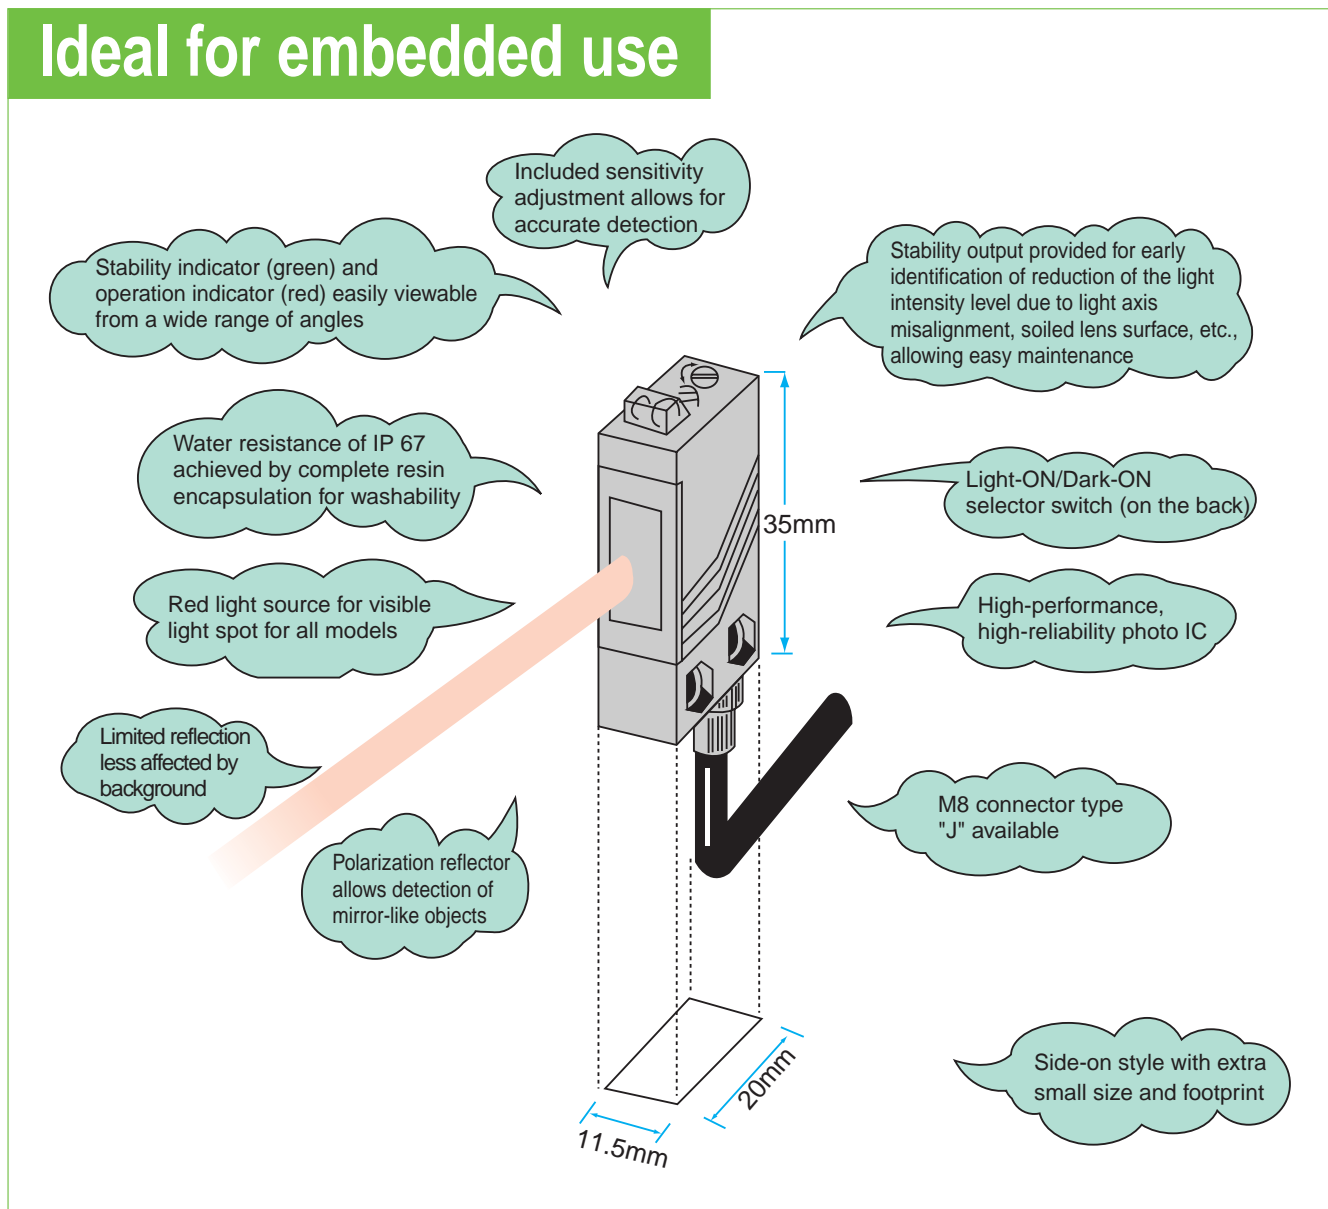 Ideal for embedded use
Included sensitivity
adjustment allows for
accurate detection
Stability indicator (green) and
operation indicator (red) easily viewable
from a wide range of angles
Stability output provided for early
identification of reduction of the light
intensity level due to light axis
misalignment, soiled lens surface, etc.,
allowing easy maintenance
Water resistance of IP 67
achieved by complete resin
encapsulation for washability
Light-ON/Dark-ON
selector switch (on the back)
35mm
Red light source for visible
light spot for all models
High-performance,
high-reliability photo IC
Limited reflection
less affected by
background
M8 connector type
"J" available
Polarization reflector
allows detection of
mirror-like objects
Side-on style with extra
small size and footprint
20mm
11.5mm